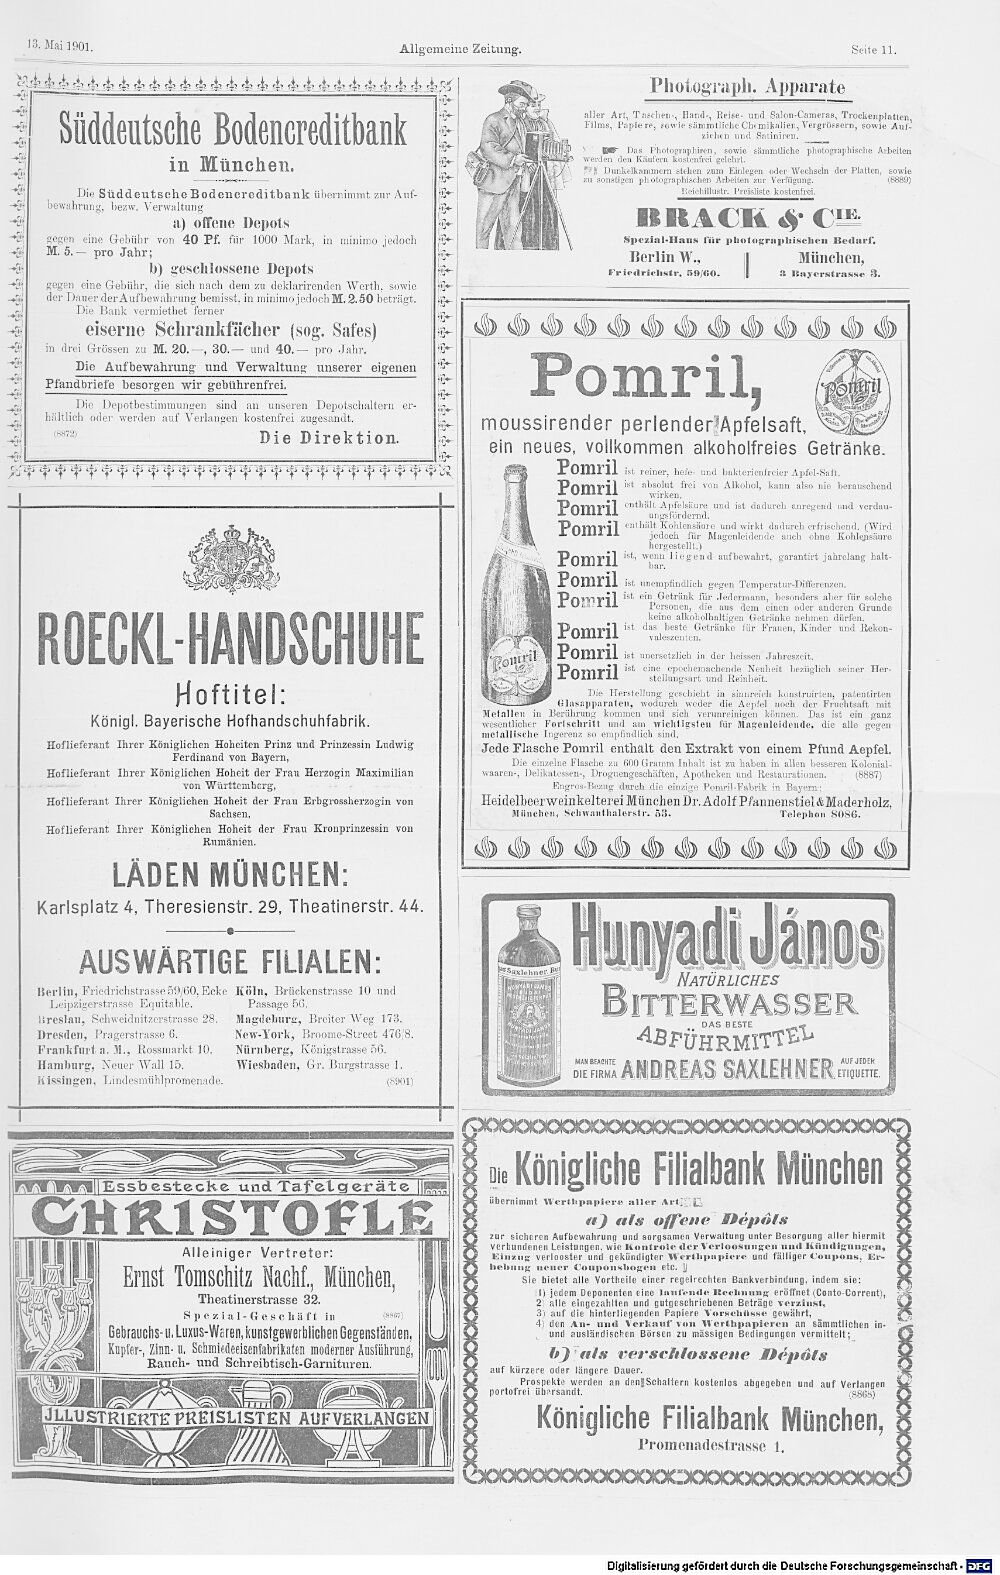 13. Mai 1901.
Allgemeine Zeitung.
Seite 11.
Süddeutsche Bodencreditbank
in München.
Die Süddeutsche Bodencreditbank übernimmt zur Auf-
bewahrung, bezw. Verwaltung
a) offene Depots
gegen eine Gebühr von 40 Pf. für 1000 Mark, in minimo jedoch
M. 5.— pro Jahr;
b) geschlossene Depots
gegen eine Gebühr, die sich nach dem zu deklarirenden Werth, sowie
der Dauer der Aufbewahrung bemisst, in minimo jedoch M. 2.50 beträgt.
Die Bank vermiethet ferner
eiserne Schrankfächer (sog. Safes)
in drei Grössen zu M. 20.—, 30.— und 40.— pro Jahr.
Die Aufbewahrung und Verwaltung unserer eigenen
Pfandbriefe besorgen wir gebührenfrei.
Die Depotbestimmungen sind an unseren Depotschaltern er-
hältlich oder werden auf Verlangen kostenfrei zugesandt.
(8872)
Die Direktion.
ROECKL-HANDSCHUHE
Hoftitel:
Königl. Bayerische Hofhandschuhfabrik.
Hoflieferant Ihrer Königlichen Hoheiten Prinz und Prinzessin Ludwig
Ferdinand von Bayern,
Hoflieferant Ihrer Königlichen Hoheit der Frau Herzogin Maximilian
von Württemberg,
Hoflieferant Ihrer Königlichen Hoheit der Frau Erbgrossherzogin von
Sachsen,
Hoflieferant Ihrer Königlichen Hoheit der Frau Kronprinzessin von
Rumänien.
LÄDEN MÜNCHEN:
Karlsplatz 4, Theresienstr. 29, Theatinerstr. 44.
AUSWÄRTIGE FILIALEN:
Berlin, Friedrichstrasse 59/60, Ecke
Leipzigerstrasse Equitable.
Breslau, Schweidnitzerstrasse 28.
Dresden, Pragerstrasse 6.
Frankfurt a. M., Rossmarkt 10.
Hamburg, Neuer Wall 15.
Kissingen, Lindesmühlpromenade.
Köln, Brückenstrasse 10 und
Passage 56.
Magdeburg, Breiter Weg 173.
New-York, Broome-Street 476/8.
Nürnberg, Königstrasse 56.
Wiesbaden, Gr. Burgstrasse 1.
(8901)
Essbestecke und Tafelgeräte
CHRISTOFLE
Alleiniger Vertreter:
Ernst Tomschitz Nachf., München,
Theatinerstrasse 32.
Spezial-Geschäft in
(8867)
Gebrauchs- u. Luxus-Waren, kunstgewerblichen Gegenständen,
Kupfer-, Zinn- u. Schmiedeeisenfabrikaten moderner Ausführung,
Rauch- und Schreibtisch-Garnituren.
JLLUSTRIERTE PREISLISTEN AUF VERLANGEN
Photograph. Apparate
aller Art, Taschen-, Hand-, Reise- und Salon-Cameras, Trockenplatten,
Films, Papiere, sowie sämmtliche Chemikalien, Vergrössern, sowie Auf-
ziehen und Satiniren.
Das Photographiren, sowie sämmtliche photographische Arbeiten
werden den Käufern kostenfrei gelehrt.
Dunkelkammern stehen zum Einlegen oder Wechseln der Platten, sowie
zu sonstigen photographischen Arbeiten zur Verfügung. (8889)
Reichillustr. Preisliste kostenfrei.
BRACK & CIE.
Spezial-Haus für photographischen Bedarf.
Berlin W.,
Friedrichstr. 59/60.
München,
3 Bayerstrasse 3.
Pomril,
Pomril
moussirender perlender Apfelsaft,
ein neues, vollkommen alkoholfreies Getränke.
Pomril ist reiner, hefe- und bakterienfreier Apfel-Saft.
Pomril ist absolut frei von Alkohol, kann also nie berauschend
wirken.
Pomril enthält Apfelsäure und ist dadurch anregend und verdau-
ungsfördernd.
Pomril enthält Kohlensäure und wirkt dadurch erfrischend. (Wird
jedoch für Magenleidende auch ohne Kohlensäure
hergestellt.)
Pomril ist, wenn liegend aufbewahrt, garantirt jahrelang halt-
bar.
Pomril ist unempfindlich gegen Temperatur-Differenzen.
Pomril ist ein Getränk für Jedermann, besonders aber für solche
Personen, die aus dem einen oder anderen Grunde
keine alkoholhaltigen Getränke nehmen dürfen.
Pomril ist das beste Getränke für Frauen, Kinder und Rekon-
valeszenten.
Pomril ist unersetzlich in der heissen Jahreszeit.
Pomril ist eine epochemachende Neuheit bezüglich seiner Her-
stellungsart und Reinheit.
Pomril
Die Herstellung geschieht in sinnreich konstruirten, patentirten
Glasapparaten, wodurch weder die Aepfel noch der Fruchtsaft mit
Metallen in Berührung kommen und sich verunreinigen können. Das ist ein ganz
wesentlicher Fortschritt und am wichtigsten für Magenleidende, die alle gegen
metallische Ingerenz so empfindlich sind.
Jede Flasche Pomril enthält den Extrakt von einem Pfund Aepfel.
Die einzelne Flasche zu 600 Gramm Inhalt ist zu haben in allen besseren Kolonial-
waaren-, Delikatessen-, Droguengeschäften, Apotheken und Restaurationen. (8887)
Engros-Bezug durch die einzige Pomril-Fabrik in Bayern:
Heidelbeerweinkelterei München Dr. Adolf Pfannenstiel & Maderholz,
München, Schwanthalerstr. 53. Telephon 8086.
Hunyadi János
NATÜRLICHES
BITTERWASSER
DAS BESTE
ABFÜHRMITTEL
MAN BEACHTE
DIE FIRMA ANDREAS SAXLEHNER AUF JEDER
ETIQUETTE.
Die Königliche Filialbank München
übernimmt Werthpapiere aller Art
a) als offene Dépôts
zur sicheren Aufbewahrung und sorgsamen Verwaltung unter Besorgung aller hiermit
verbundenen Leistungen, wie Kontrole der Verloosungen und Kündigungen,
Einzug verlooster und gekündigter Werthpapiere und fälliger Coupons, Er-
hebung neuer Couponsbogen etc.
Sie bietet alle Vortheile einer regelrechten Bankverbindung, indem sie:
1) jedem Deponenten eine laufende Rechnung eröffnet (Conto-Corrent),
2) alle eingezahlten und gutgeschriebenen Beträge verzinst,
3) auf die hinterliegenden Papiere Vorschüsse gewährt,
4) den An- und Verkauf von Werthpapieren an sämmtlichen in-
und ausländischen Börsen zu mässigen Bedingungen vermittelt;
b) als verschlossene Dépôts
auf kürzere oder längere Dauer.
Prospekte werden an den Schaltern kostenlos abgegeben und auf Verlangen
portofrei übersandt. (8868)
Königliche Filialbank München,
Promenadestrasse 1.
Digitalisierung gefördert durch die Deutsche Forschungsgemeinschaft - DFG